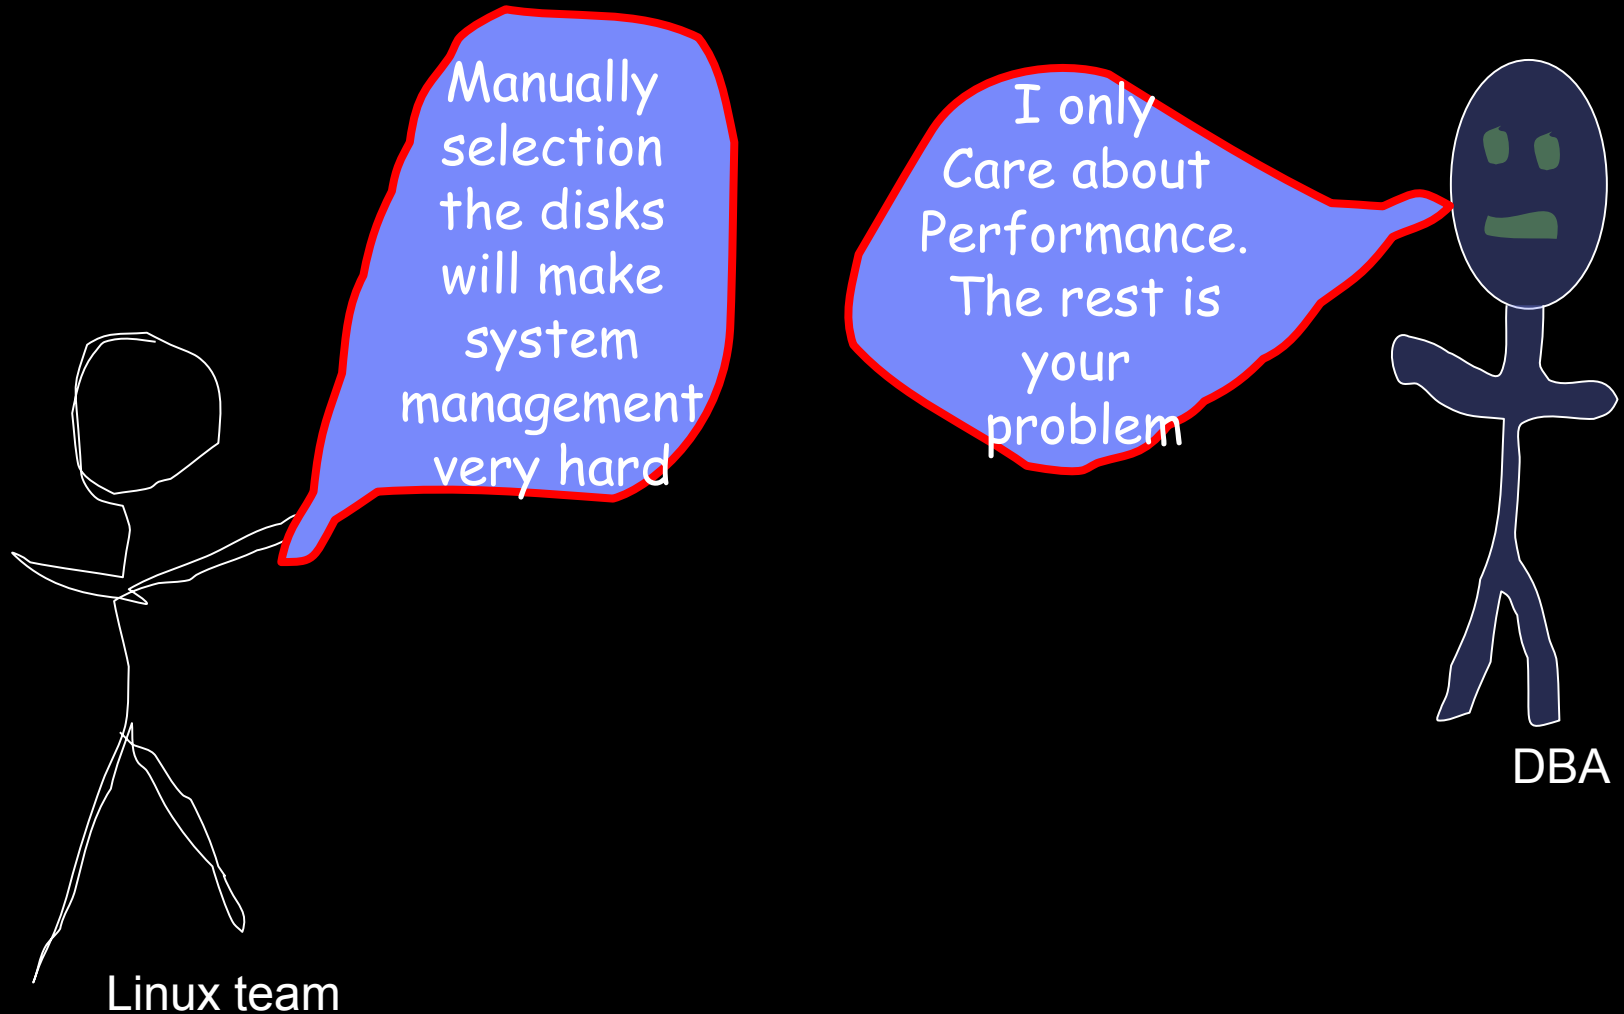 Manually
selection
the disks
will make
system
management
very hard
I only
Care about
Performance.
The rest is
your
problem
DBA
Linux team